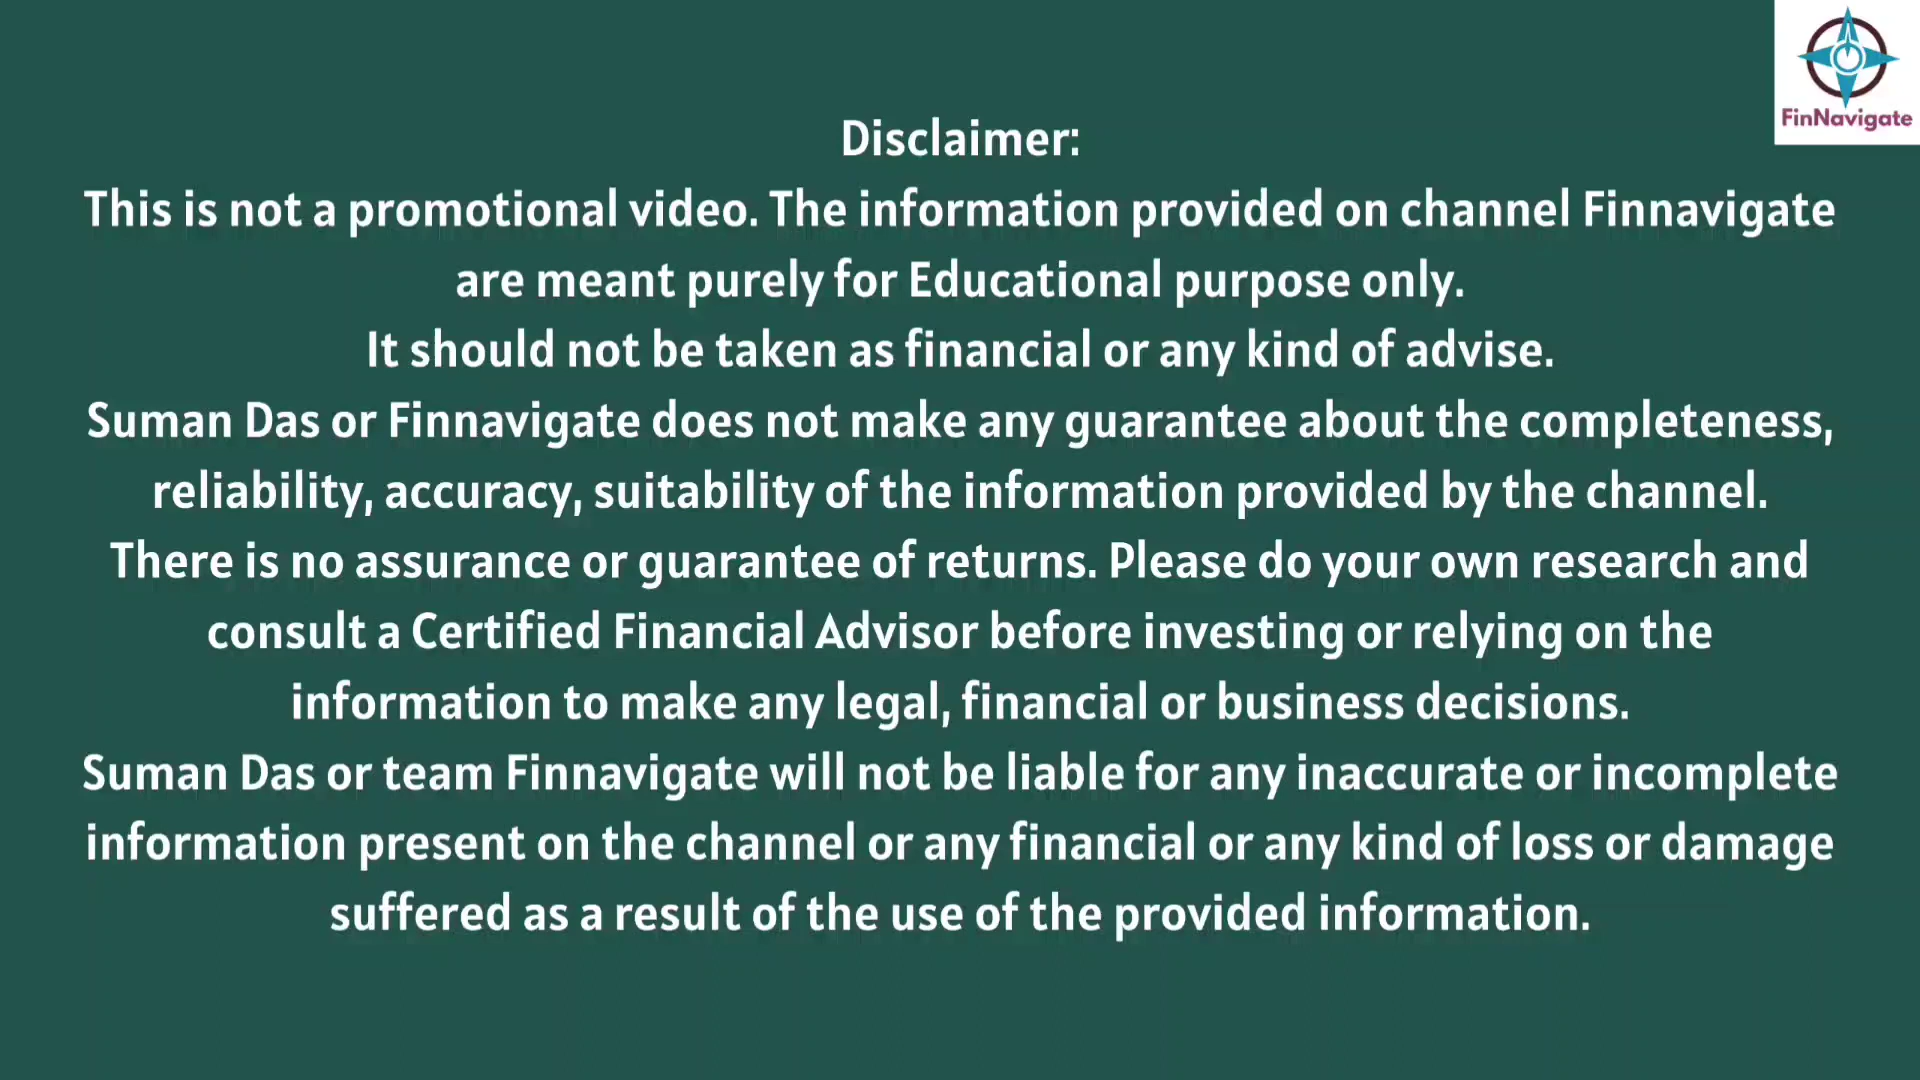 FinNavigate
Disclaimer:
This is not a promotional video. The information provided on channel Finnavigate
are meant purely for Educational purpose only.
It should not be taken as financial or any kind of advise.
Suman Das or Finnavigate does not make any guarantee about the completeness,
reliability, accuracy, suitability of the information provided by the channel.
There is no assurance or guarantee of returns. Please do your own research and
consult a Certified Financial Advisor before investing or relying on the
information to make any legal, financial or business decisions.
Suman Das or team Finnavigate will not be liable for any inaccurate or incomplete
information present on the channel or any financial or any kind of loss or damage
suffered as a result of the use of the provided information.